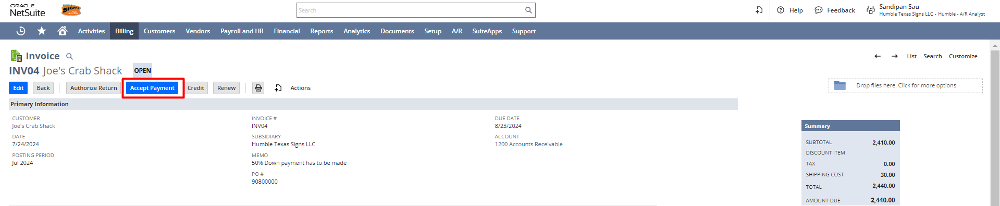 ORACLE
NetSuite
SIGNS
Search
Help
Feedback
Sandipan Sau
Humble Texas Signs LLC - Humble - A/R Analyst
Activities Billing Customers Vendors Payroll and HR Financial Reports Analytics Documents Setup A/R SuiteApps Support
Invoice
List Search Customize
INV04 Joe's Crab Shack OPEN
Edit Back Authorize Return Accept Payment Credit Renew Actions
Drop files here. Click for more options.
Primary Information
CUSTOMER
Joe's Crab Shack
DATE
7/24/2024
POSTING PERIOD
Jul 2024
INVOICE #
INV04
SUBSIDIARY
Humble Texas Signs LLC
MEMO
50% Down payment has to be made
PO #
90800000
DUE DATE
8/23/2024
ACCOUNT
1200 Accounts Receivable
Summary
SUBTOTAL 2,410.00
DISCOUNT ITEM
TAX 0.00
SHIPPING COST 30.00
TOTAL 2,440.00
AMOUNT DUE 2,440.00